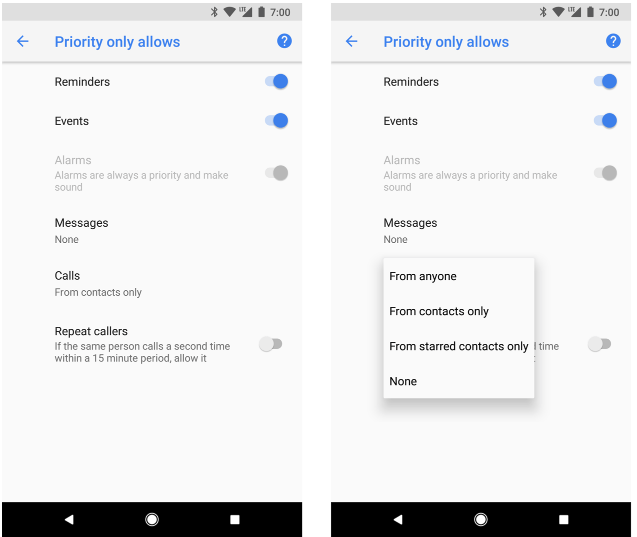 LTE 7:00
Priority only allows
Reminders
Events
Alarms
Alarms are always a priority and make
sound
Messages
None
Calls
From contacts only
Repeat callers
If the same person calls a second time
within a 15 minute period, allow it
LTE 7:00
Priority only allows
?
Reminders
Events
Alarms
Alarms are always a priority and make
sound
Messages
None
From anyone
From contacts only
From starred contacts only
d time
None